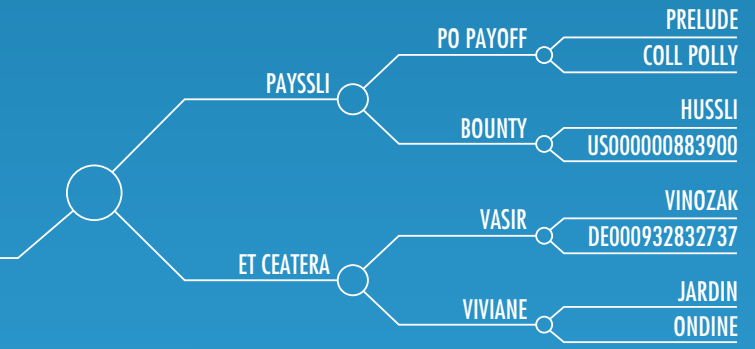 PRELUDE
PO PAYOFF
COLL POLLY
PAYSSLI
HUSSLI
BOUNTY
US000000883900
VINOZAK
VASIR
DE000932832737
ET CEATERA
JARDIN
VIVIANE
ONDINE